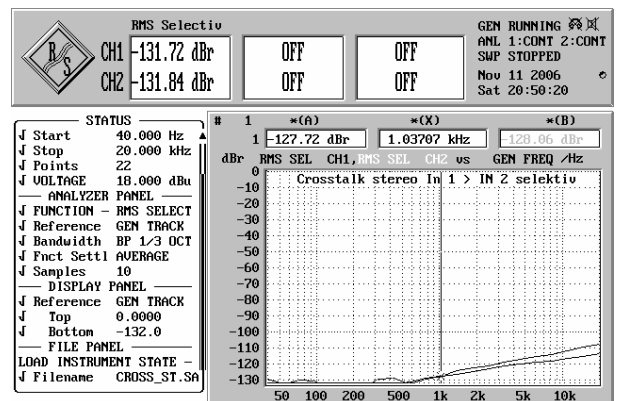 RMS Selectiv
R&S
CH1 -131.72 dBr OFF OFF
CH2 -131.84 dBr OFF OFF
GEN RUNNING
ANL 1:CONT 2:CONT
SWP STOPPED
Nov 11 2006
Sat 20:50:20
STATUS
Start 40.000 Hz
Stop 20.000 kHz
Points 22
VOLTAGE 18.000 dBu
ANALYZER PANEL
FUNCTION - RMS SELECT
Reference GEN TRACK
Bandwidth BP 1/3 OCT
Fnct Settl AVERAGE
Samples 10
DISPLAY PANEL
Reference GEN TRACK
Top 0.0000
Bottom -132.0
FILE PANEL
LOAD INSTRUMENT STATE -
Filename CROSS_ST.SA
# 1 *(A) *(X) *(B)
1 -127.72 dBr 1.03707 kHz -128.06 dBr
dBr RMS SEL CH1,RMS SEL CH2 vs GEN FREQ /Hz
Crosstalk stereo In 1 > IN 2 selektiv
0
-10
-20
-30
-40
-50
-60
-70
-80
-90
-100
-110
-120
-130
50 100 200 500 1k 2k 5k 10k